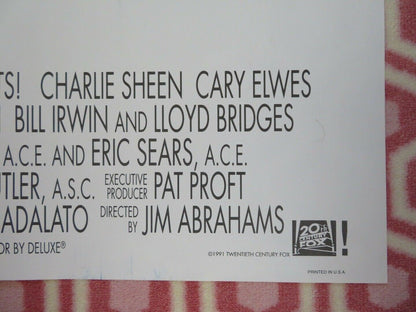 TS! CHARLIE SHEEN CARY ELWES
BILL IRWIN AND LLOYD BRIDGES
A.C.E. AND ERIC SEARS, A.C.E.
UTLER, A.S.C. EXECUTIVE PRODUCER PAT PROFT
ADALATO DIRECTED BY JIM ABRAHAMS
OR BY DELUXE®
©1991 TWENTIETH CENTURY FOX
20TH CENTURY FOX !
PRINTED IN U.S.A.